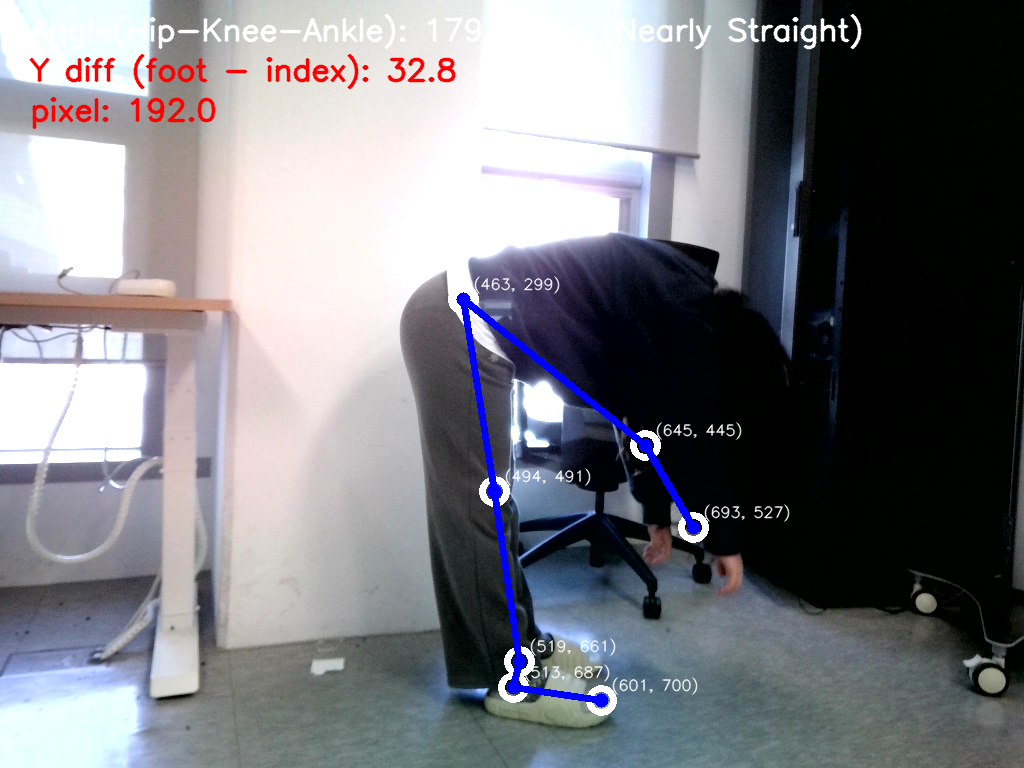 Angle(Hip-Knee-Ankle): 179 (Nearly Straight)
Y diff (foot - index): 32.8
pixel: 192.0
(463, 299)
(645, 445)
(494, 491)
(693, 527)
(519, 661)
(513, 687)
(601, 700)